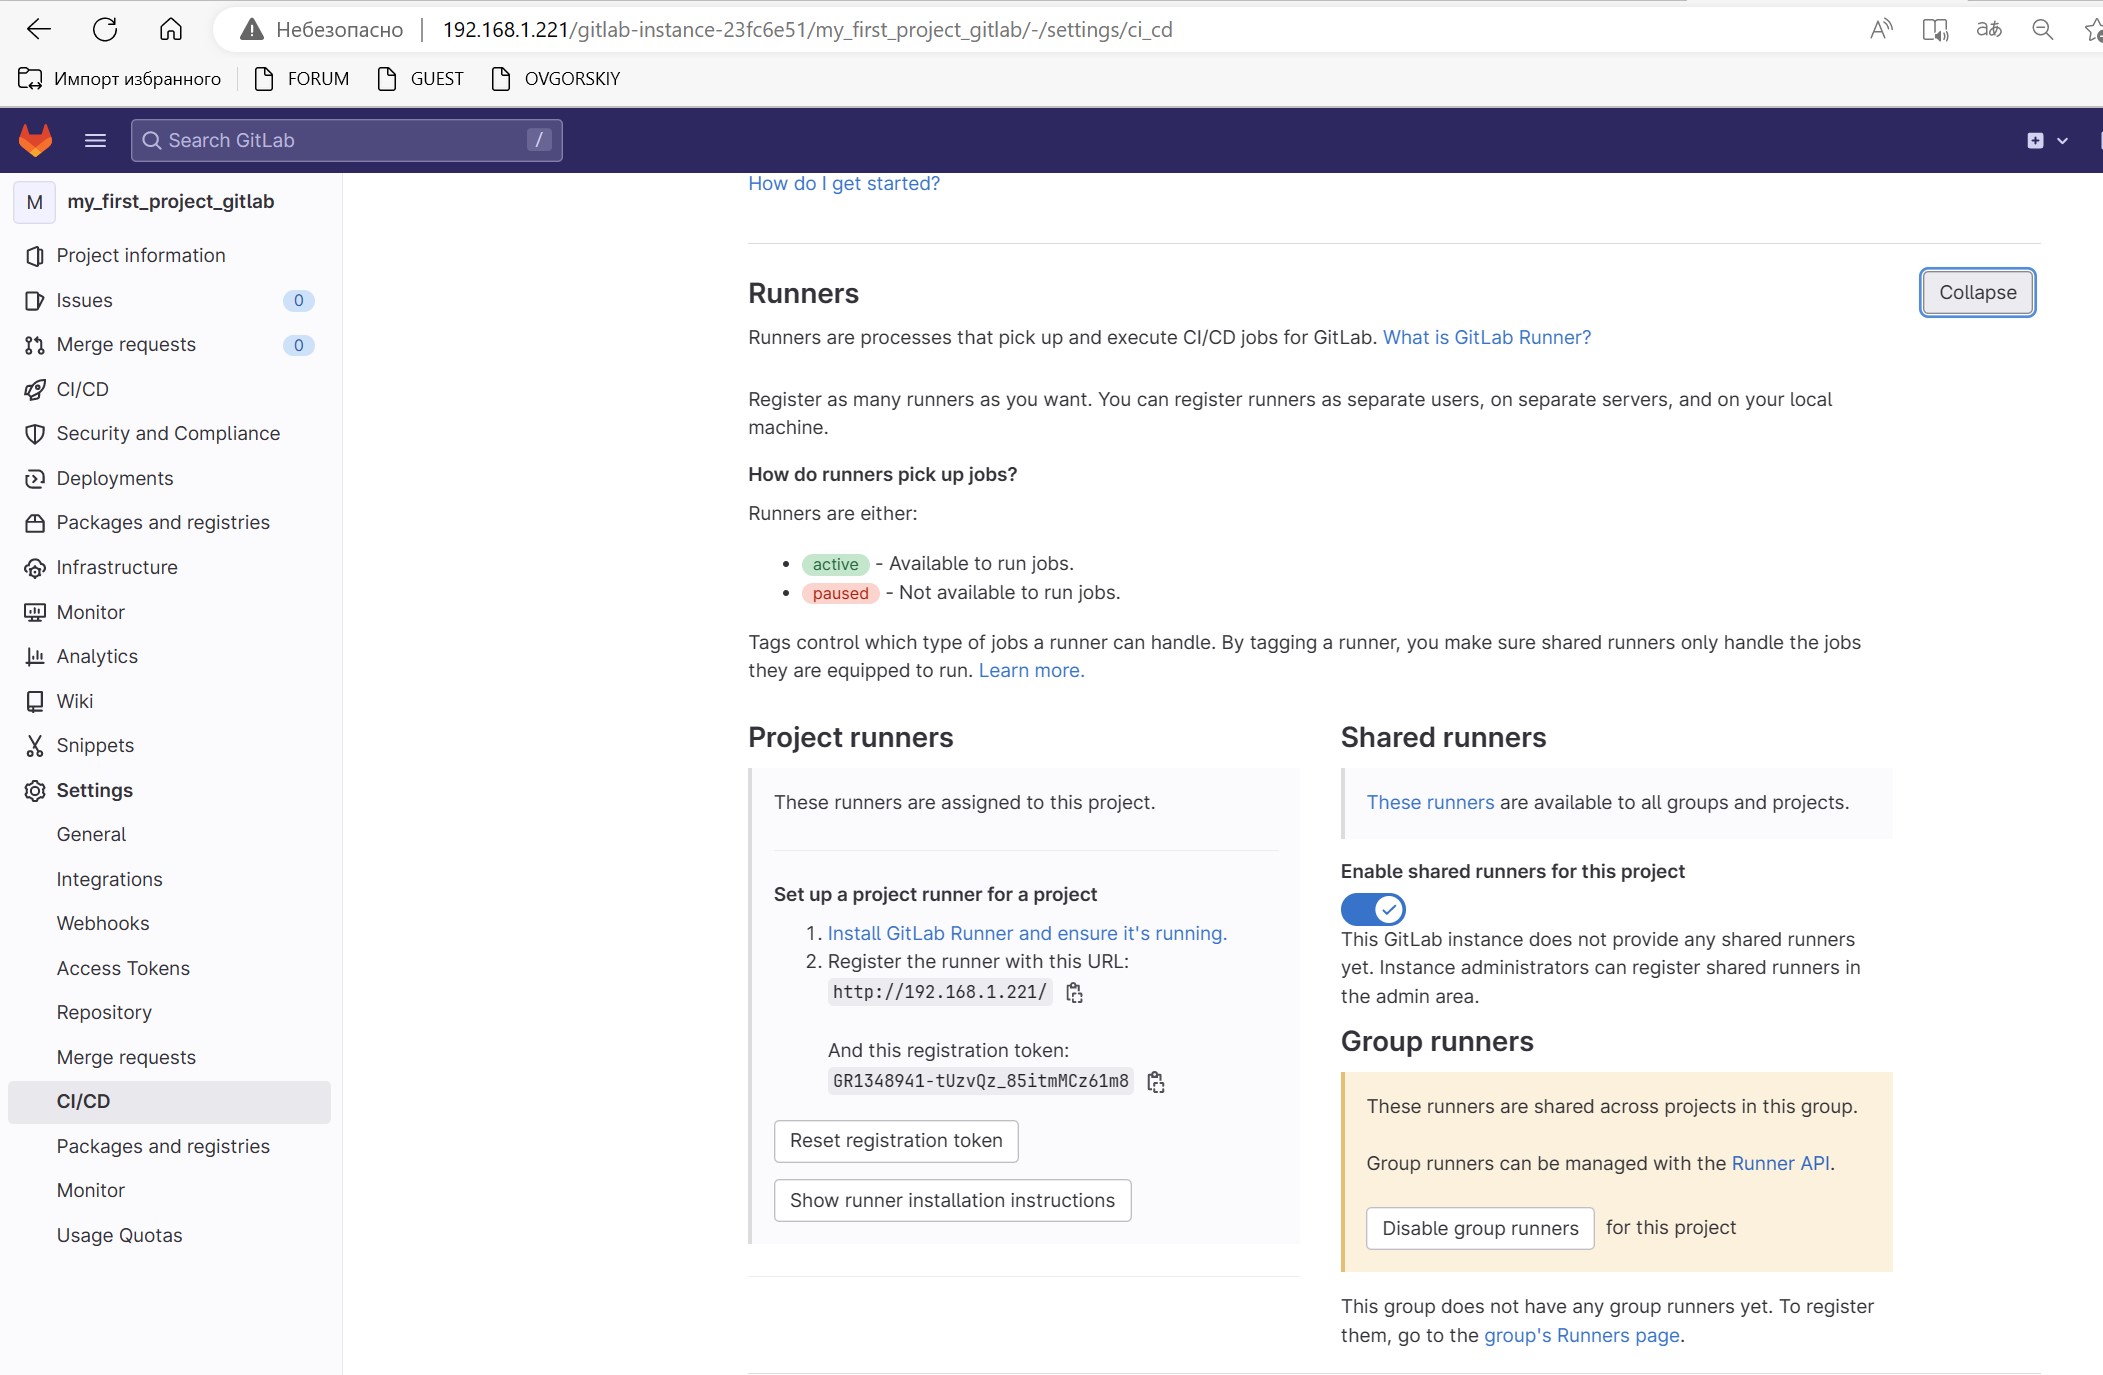 Небезопасно
192.168.1.221/gitlab-instance-23fc6e51/my_first_project_gitlab/-/settings/ci_cd
Импорт избранного
FORUM
GUEST
OVGORSKIY
Search GitLab
/
M
my_first_project_gitlab
Project information
Issues
0
Merge requests
0
CI/CD
Security and Compliance
Deployments
Packages and registries
Infrastructure
Monitor
Analytics
Wiki
Snippets
Settings
General
Integrations
Webhooks
Access Tokens
Repository
Merge requests
CI/CD
Packages and registries
Monitor
Usage Quotas
How do I get started?
Runners
Collapse
Runners are processes that pick up and execute CI/CD jobs for GitLab. What is GitLab Runner?
Register as many runners as you want. You can register runners as separate users, on separate servers, and on your local
machine.
How do runners pick up jobs?
Runners are either:
active - Available to run jobs.
paused - Not available to run jobs.
Tags control which type of jobs a runner can handle. By tagging a runner, you make sure shared runners only handle the jobs
they are equipped to run. Learn more.
Project runners
These runners are assigned to this project.
Set up a project runner for a project
1. Install GitLab Runner and ensure it's running.
2. Register the runner with this URL:
http://192.168.1.221/
And this registration token:
GR1348941-tUzvQz_85itmMCz61m8
Reset registration token
Show runner installation instructions
Shared runners
These runners are available to all groups and projects.
Enable shared runners for this project
This GitLab instance does not provide any shared runners
yet. Instance administrators can register shared runners in
the admin area.
Group runners
These runners are shared across projects in this group.
Group runners can be managed with the Runner API.
Disable group runners for this project
This group does not have any group runners yet. To register
them, go to the group's Runners page.